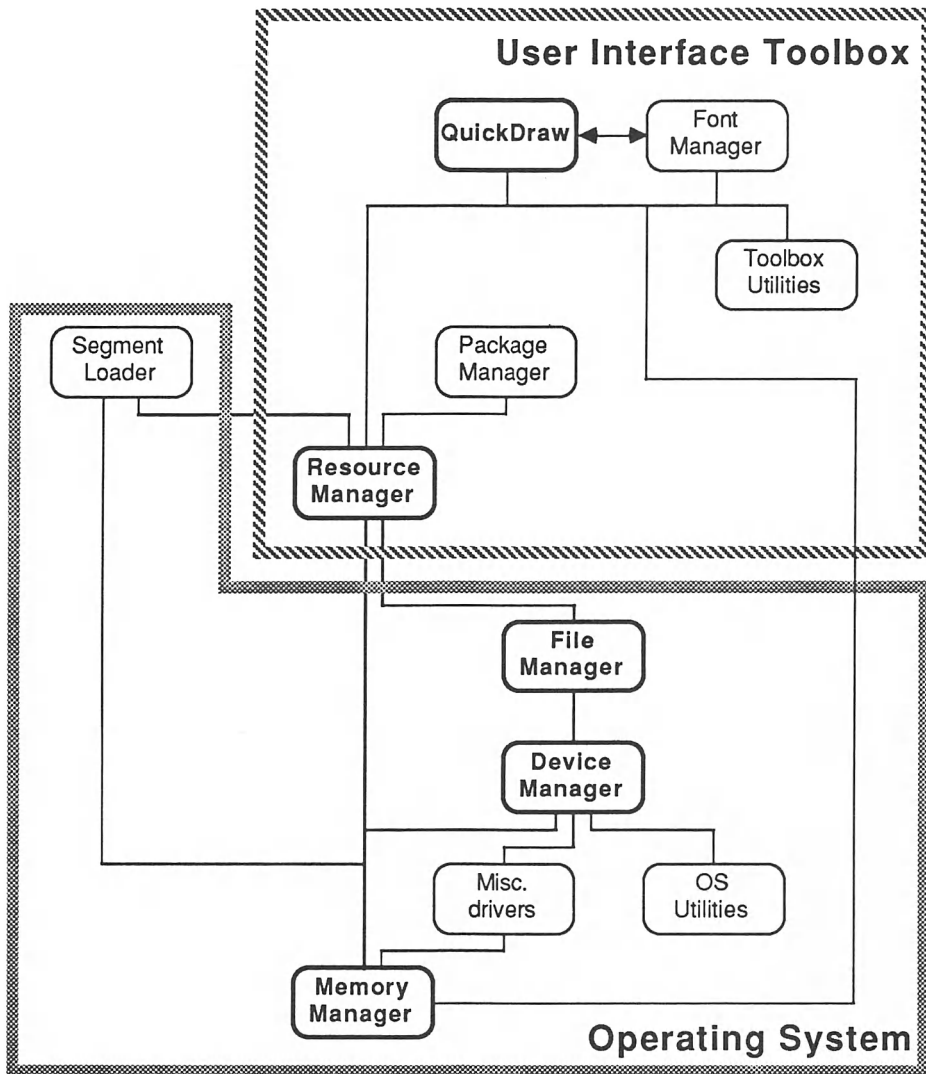 User Interface Toolbox
QuickDraw
Font
Manager
Toolbox
Utilities
Segment
Loader
Package
Manager
Resource
Manager
File
Manager
Device
Manager
Misc.
drivers
OS
Utilities
Memory
Manager
Operating System